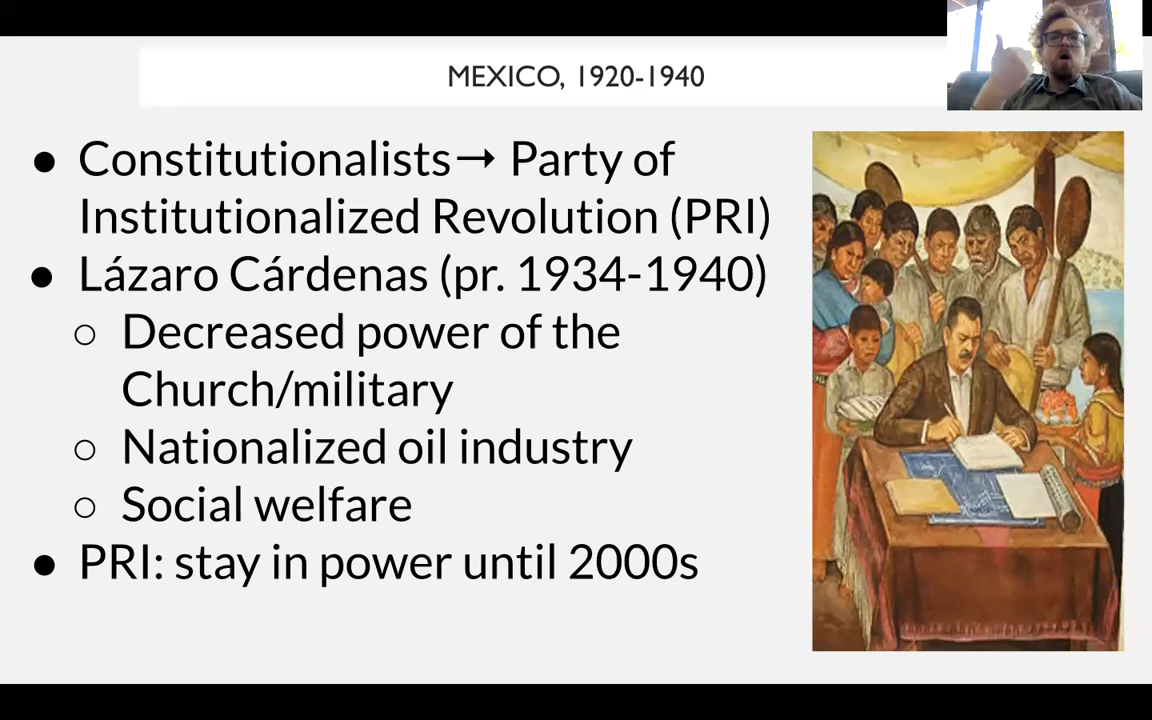 MEXICO, 1920-1940
● Constitutionalists→ Party of
Institutionalized Revolution (PRI)
● Lázaro Cárdenas (pr. 1934-1940)
○ Decreased power of the
Church/military
○ Nationalized oil industry
○ Social welfare
● PRI: stay in power until 2000s